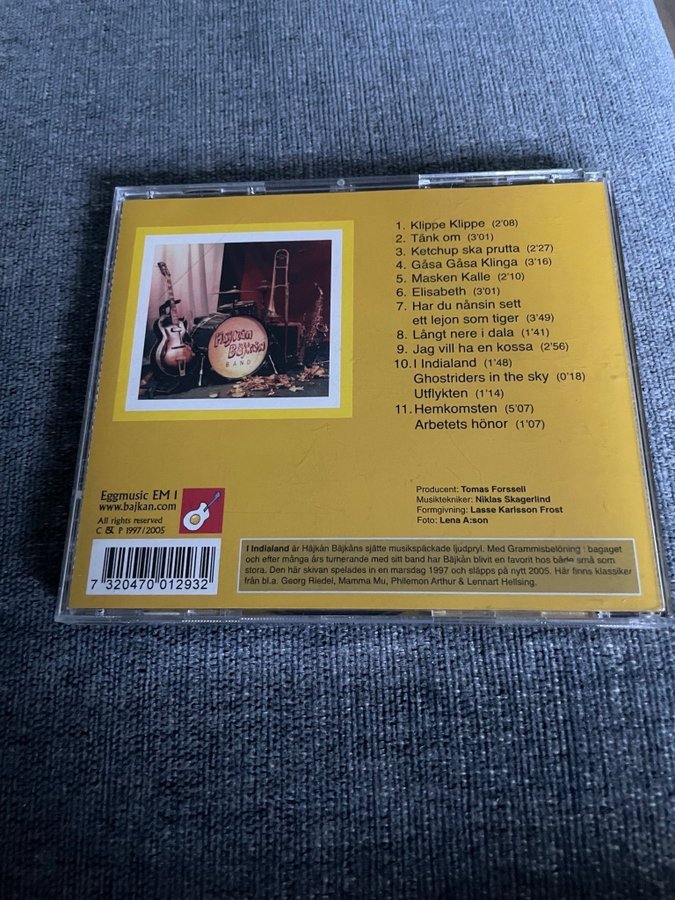 Häjkån
Bäjkån
BAND
1. Klippe Klippe (2'08)
2. Tänk om (3'01)
3. Ketchup ska prutta (2'27)
4. Gåsa Gåsa Klinga (3'16)
5. Masken Kalle (2'10)
6. Elisabeth (3'01)
7. Har du nånsin sett
ett lejon som tiger (3'49)
8. Långt nere i dala (1'41)
9. Jag vill ha en kossa (2'56)
10. I Indialand (1'48)
Ghostriders in the sky (0'18)
Utflykten (1'14)
11. Hemkomsten (5'07)
Arbetets hönor (1'07)
Producent: Tomas Forssell
Musiktekniker: Niklas Skagerlind
Formgivning: Lasse Karlsson Frost
Foto: Lena A:son
Eggmusic EM 1
www.bajkan.com
All rights reserved
C & P 1997/2005
7 320470 012932
I Indialand är Häjkån Bäjkåns sjätte musikspäckade ljudpryl. Med Grammisbelöning i bagaget
och efter många års turnerande med sitt band har Bäjkån blivit en favorit hos både små som
stora. Den här skivan spelades in en marsdag 1997 och släpps på nytt 2005. Här finns klassiker
från bl.a. Georg Riedel, Mamma Mu, Philemon Arthur & Lennart Hellsing.